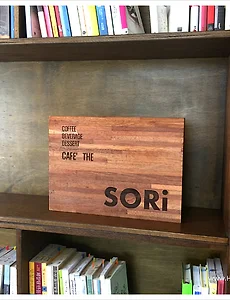 COFFEE
BEVERAGE
DESSERT
CAFE' THE
SORi